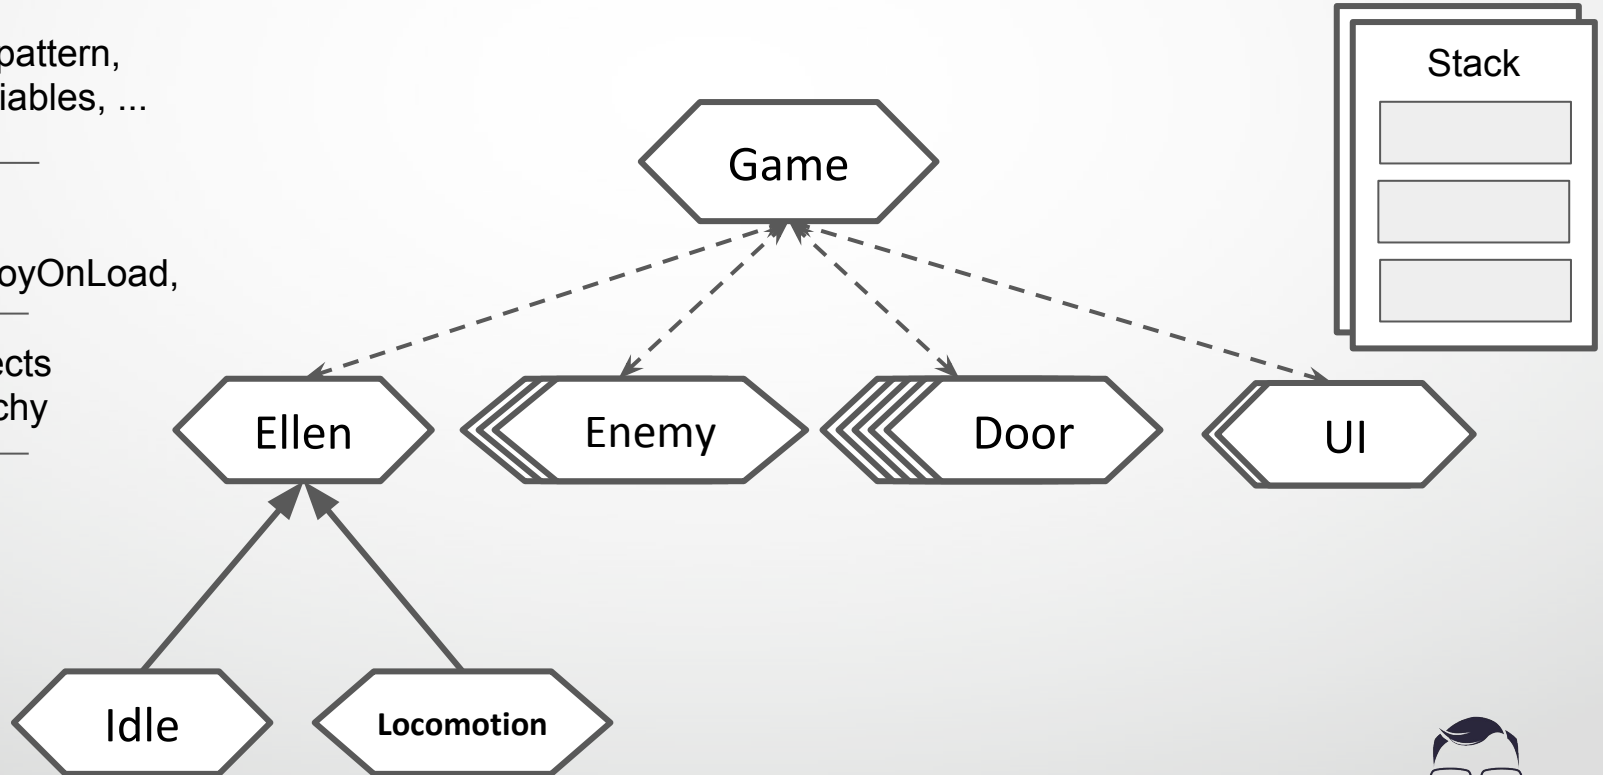 pattern,
iables, ...
oyOnLoad,
ects
chy
Game
Stack
Ellen
Enemy
Door
UI
Idle
Locomotion